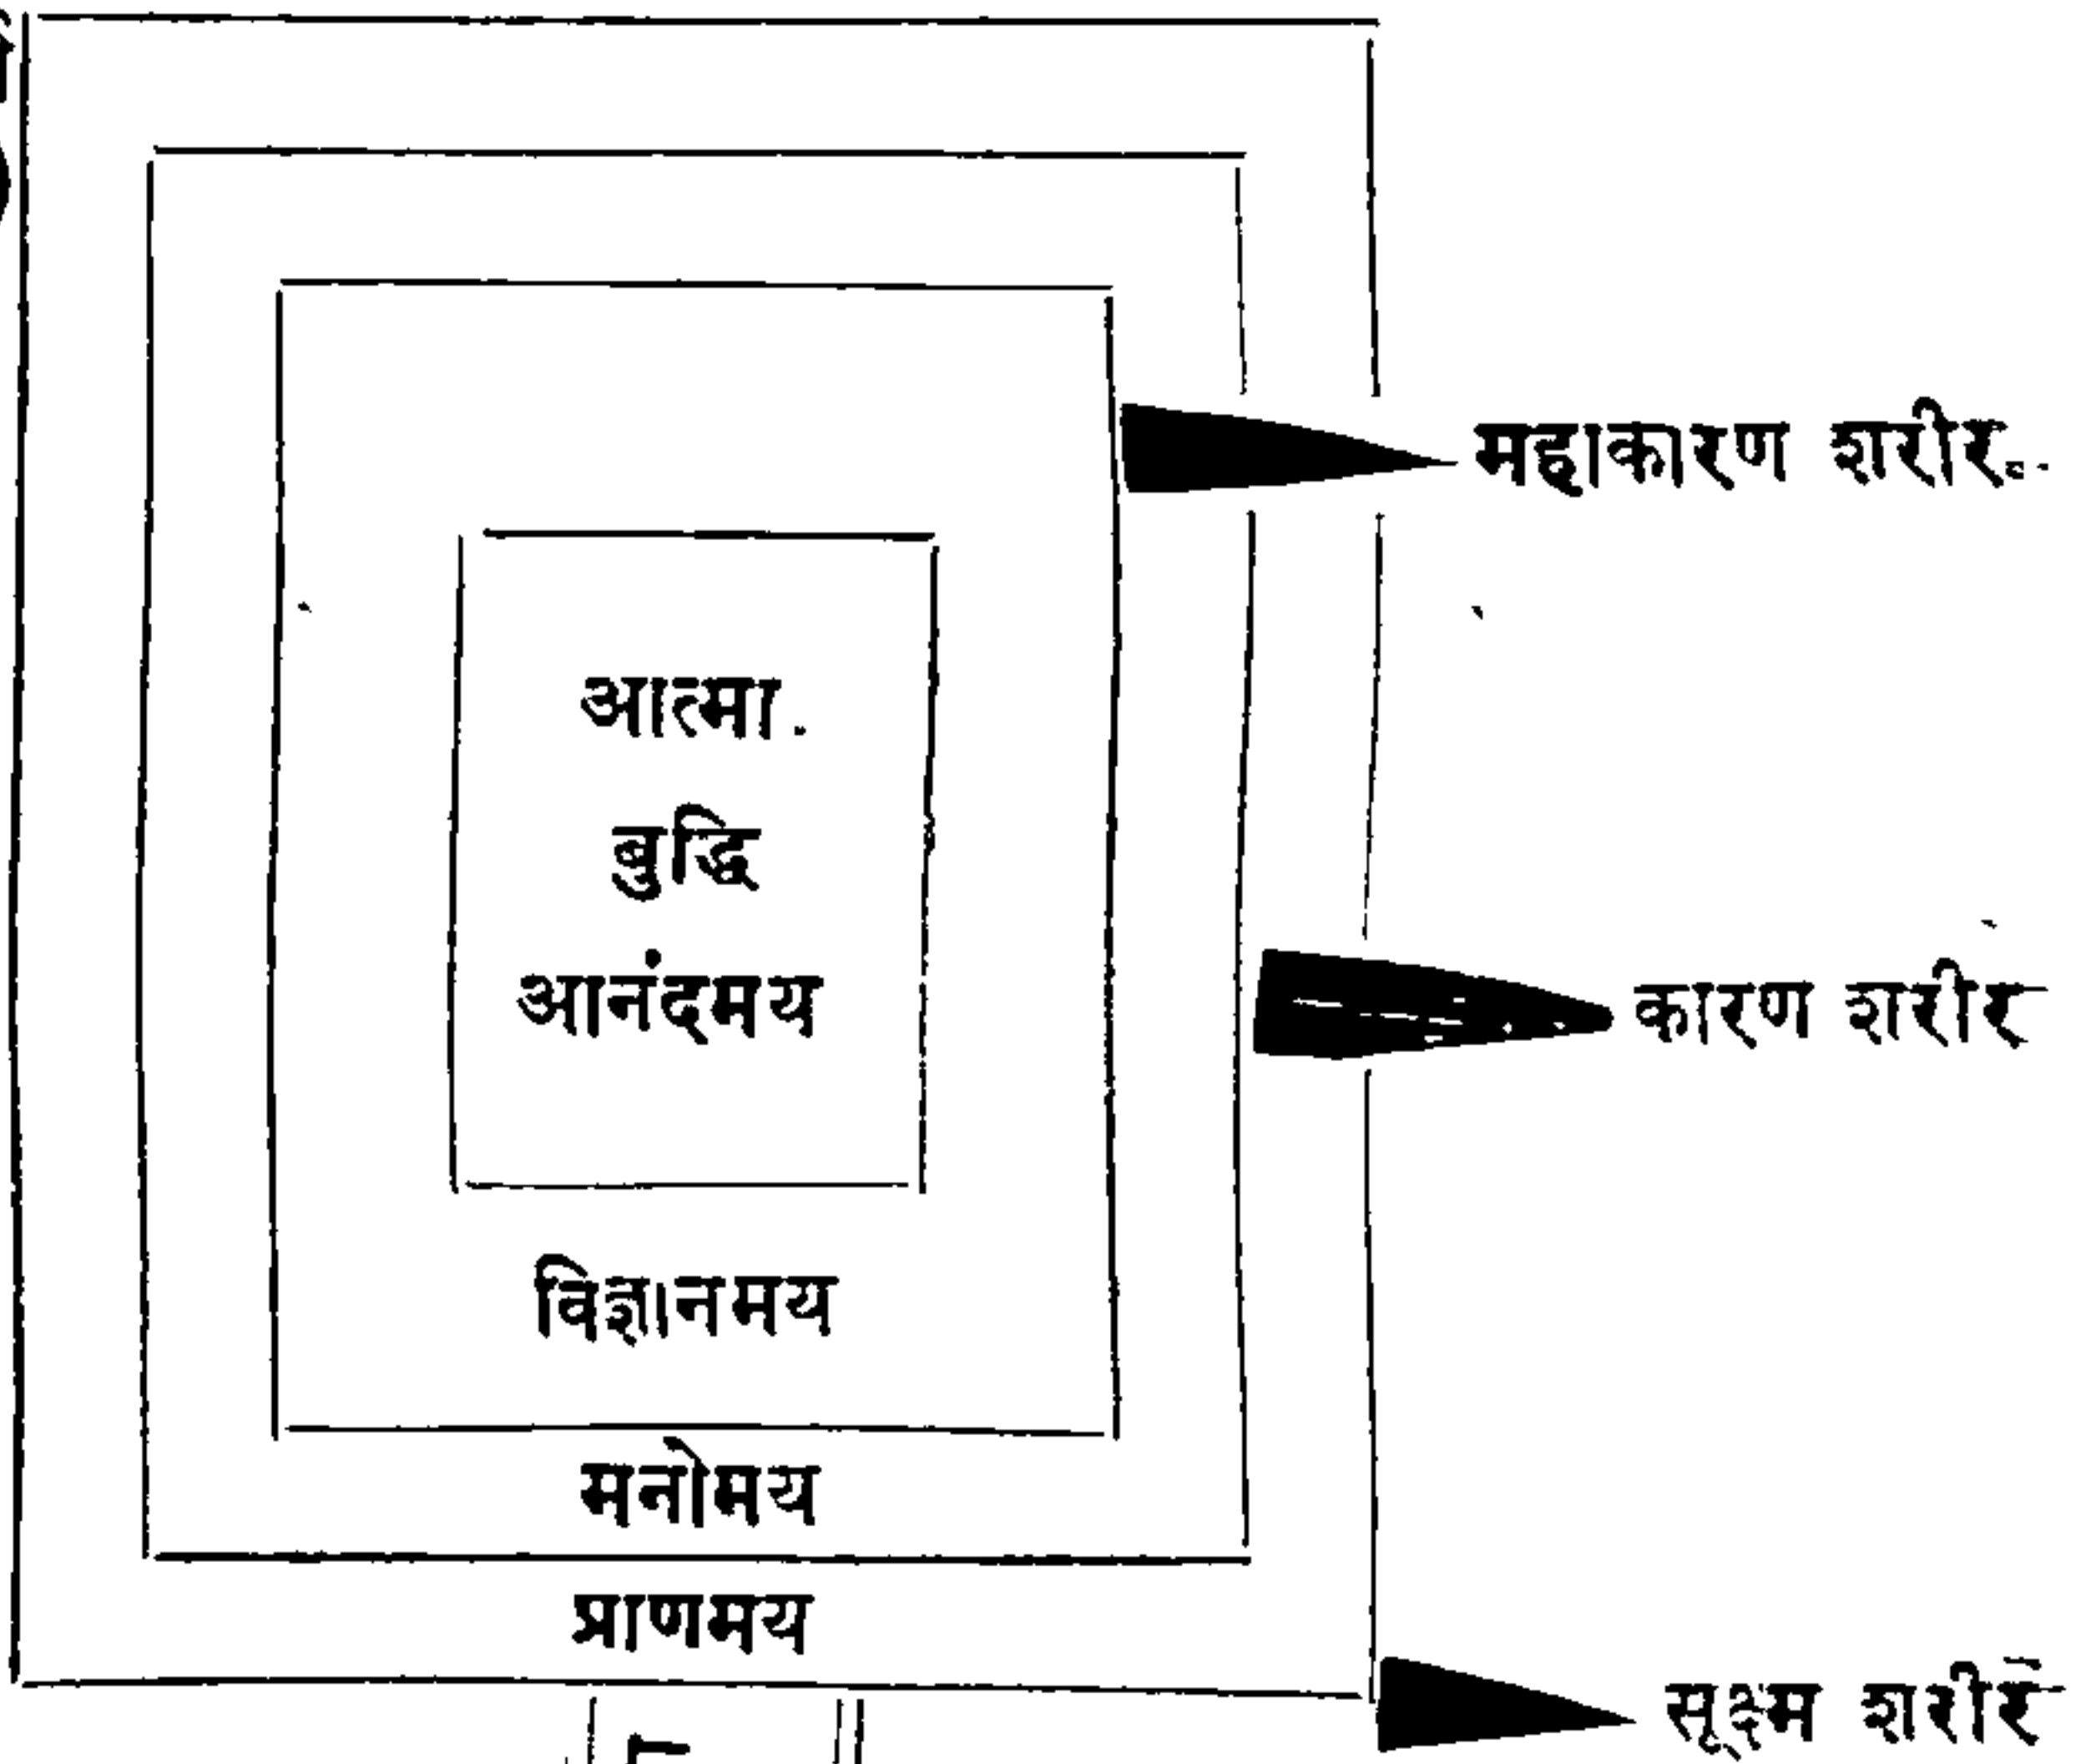 महाकारण शरीर
आत्मा
बुद्धि
आनंदमय
कारण शरीर
विज्ञानमय
मनोमय
प्राणमय
सूक्ष्म शरीर